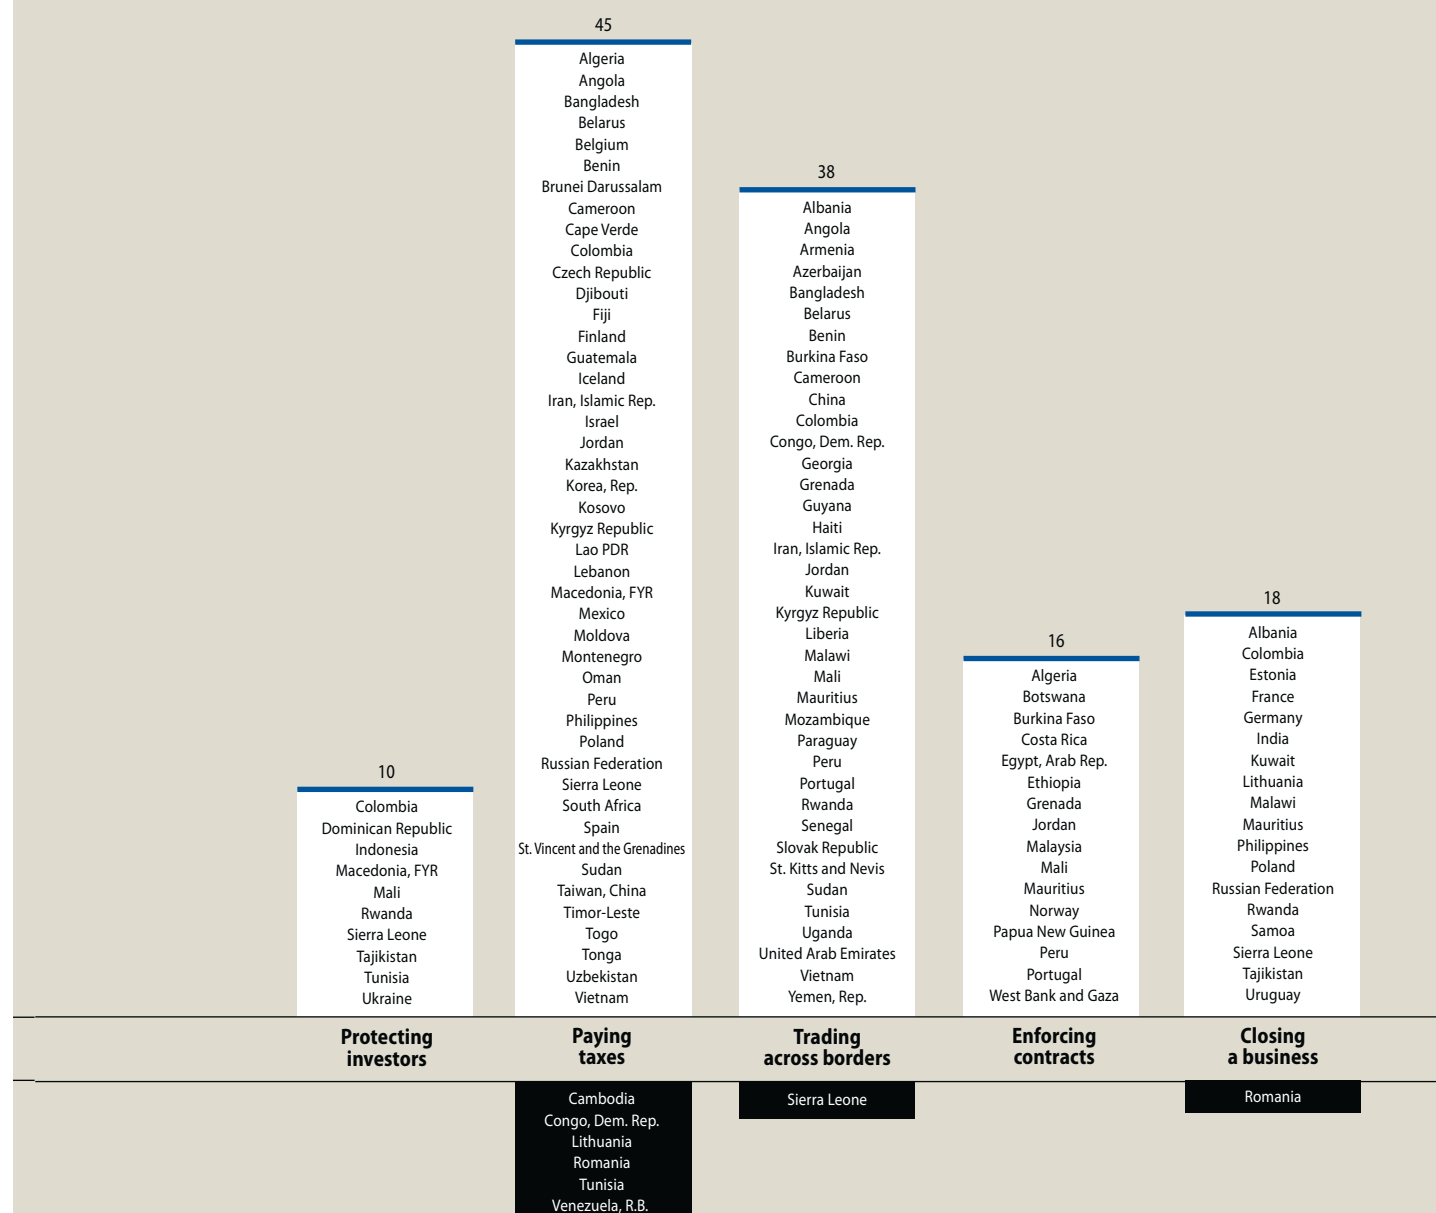 45
Algeria
Angola
Bangladesh
Belarus
Belgium
Benin
Brunei Darussalam
Cameroon
Cape Verde
Colombia
Czech Republic
Djibouti
Fiji
Finland
Guatemala
Iceland
Iran, Islamic Rep.
Israel
Jordan
Kazakhstan
Korea, Rep.
Kosovo
Kyrgyz Republic
Lao PDR
Lebanon
Macedonia, FYR
Mexico
Moldova
Montenegro
Oman
Peru
Philippines
Poland
Russian Federation
Sierra Leone
South Africa
Spain
St. Vincent and the Grenadines
Sudan
Taiwan, China
Timor-Leste
Togo
Tonga
Uzbekistan
Vietnam
38
Albania
Angola
Armenia
Azerbaijan
Bangladesh
Belarus
Benin
Burkina Faso
Cameroon
China
Colombia
Congo, Dem. Rep.
Georgia
Grenada
Guyana
Haiti
Iran, Islamic Rep.
Jordan
Kuwait
Kyrgyz Republic
Liberia
Malawi
Mali
Mauritius
Mozambique
Paraguay
Peru
Portugal
Rwanda
Senegal
Slovak Republic
St. Kitts and Nevis
Sudan
Tunisia
Uganda
United Arab Emirates
Vietnam
Yemen, Rep.
10
Colombia
Dominican Republic
Indonesia
Macedonia, FYR
Mali
Rwanda
Sierra Leone
Tajikistan
Tunisia
Ukraine
16
Algeria
Botswana
Burkina Faso
Costa Rica
Egypt, Arab Rep.
Ethiopia
Grenada
Jordan
Malaysia
Mali
Mauritius
Norway
Papua New Guinea
Peru
Portugal
West Bank and Gaza
18
Albania
Colombia
Estonia
France
Germany
India
Kuwait
Lithuania
Malawi
Mauritius
Philippines
Poland
Russian Federation
Rwanda
Samoa
Sierra Leone
Tajikistan
Uruguay
Protecting
investors
Paying
taxes
Trading
across borders
Enforcing
contracts
Closing
a business
Cambodia
Congo, Dem. Rep.
Lithuania
Romania
Tunisia
Venezuela, R.B.
Sierra Leone
Romania